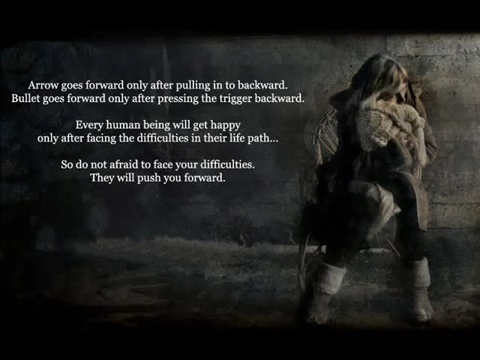 Arrow goes forward only after pulling in to backward.
Bullet goes forward only after pressing the trigger backward.
Every human being will get happy
only after facing the difficulties in their life path...
So do not afraid to face your difficulties.
They will push you forward.